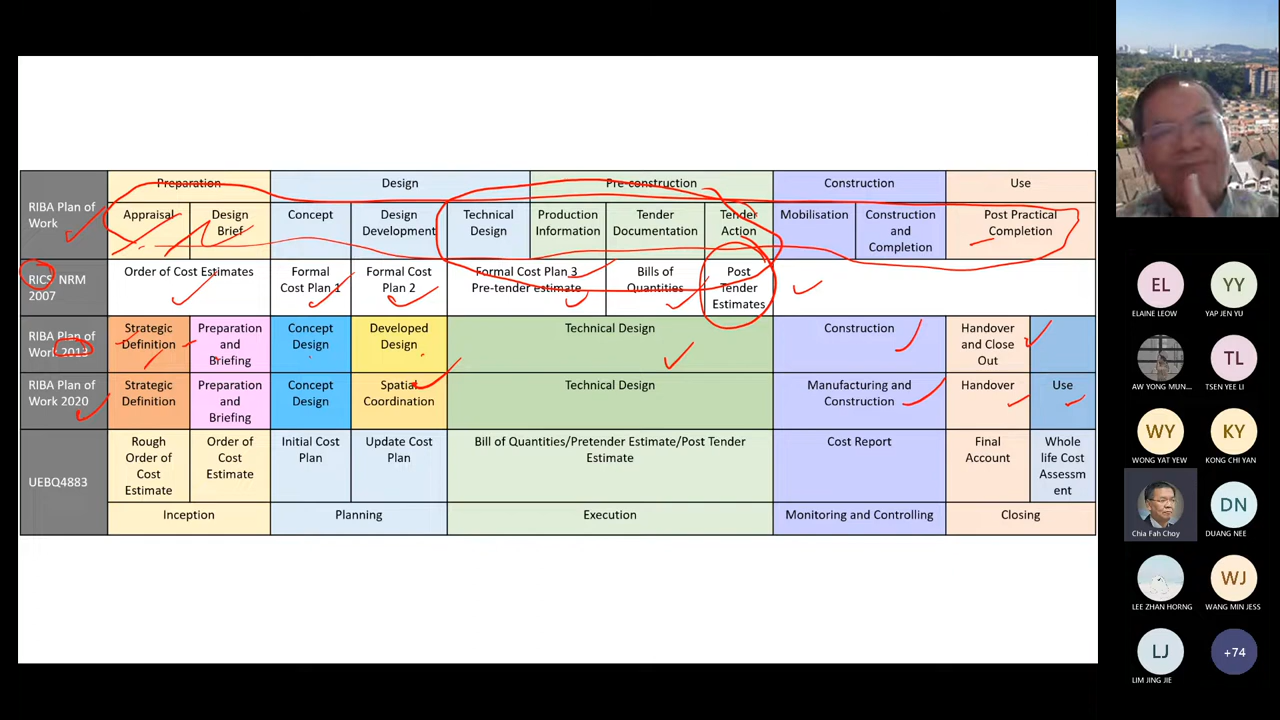 Preparation
Design
Pre-construction
Construction
Use
RIBA Plan of
Work
Appraisal
Design
Brief
Concept
Design
Development
Technical
Design
Production
Information
Tender
Documentation
Tender
Action
Mobilisation
Construction
and
Completion
Post Practical
Completion
RICS NRM
2007
Order of Cost Estimates
Formal
Cost Plan 1
Formal Cost
Plan 2
Formal Cost Plan 3
Pre-tender estimate
Bills of
Quantities
Post
Tender
Estimates
RIBA Plan of
Work 2013
Strategic
Definition
Preparation
and
Briefing
Concept
Design
Developed
Design
Technical Design
Construction
Handover
and Close
Out
RIBA Plan of
Work 2020
Strategic
Definition
Preparation
and
Briefing
Concept
Design
Spatial
Coordination
Technical Design
Manufacturing and
Construction
Handover
Use
UEBQ4883
Rough
Order of
Cost
Estimate
Order of
Cost
Estimate
Initial Cost
Plan
Update Cost
Plan
Bill of Quantities/Pretender Estimate/Post Tender
Estimate
Cost Report
Final
Account
Whole
life Cost
Assessm
ent
Inception
Planning
Execution
Monitoring and Controlling
Closing
EL
ELAINE LEOW
YY
YAP JEN YU
AW YONG MUN...
TL
TSEN YEE LI
WY
WONG YAT YEW
KY
KONG CHI YAN
Chia Fah Choy
DN
DUANG NEE
LEE ZHAN HORNG
WJ
WANG MIN JESS
LJ
LIM JING JIE
+74